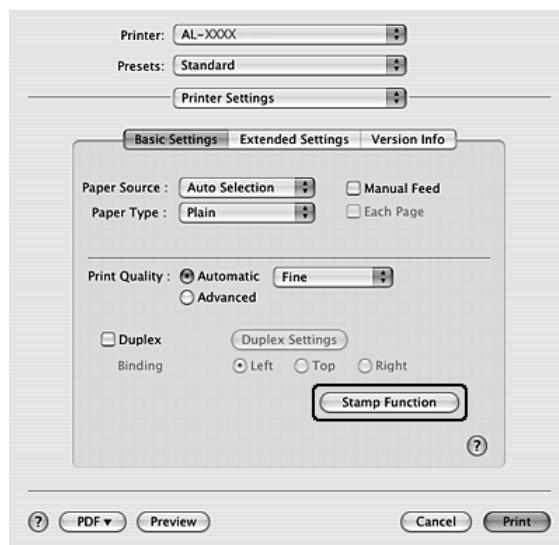 Printer: AL-XXXX
Presets: Standard
Printer Settings
Basic Settings Extended Settings Version Info
Paper Source : Auto Selection Manual Feed
Paper Type : Plain Each Page
Print Quality : Automatic Fine
Advanced
Duplex Duplex Settings
Binding Left Top Right
Stamp Function
?
? PDF▼ Preview Cancel Print